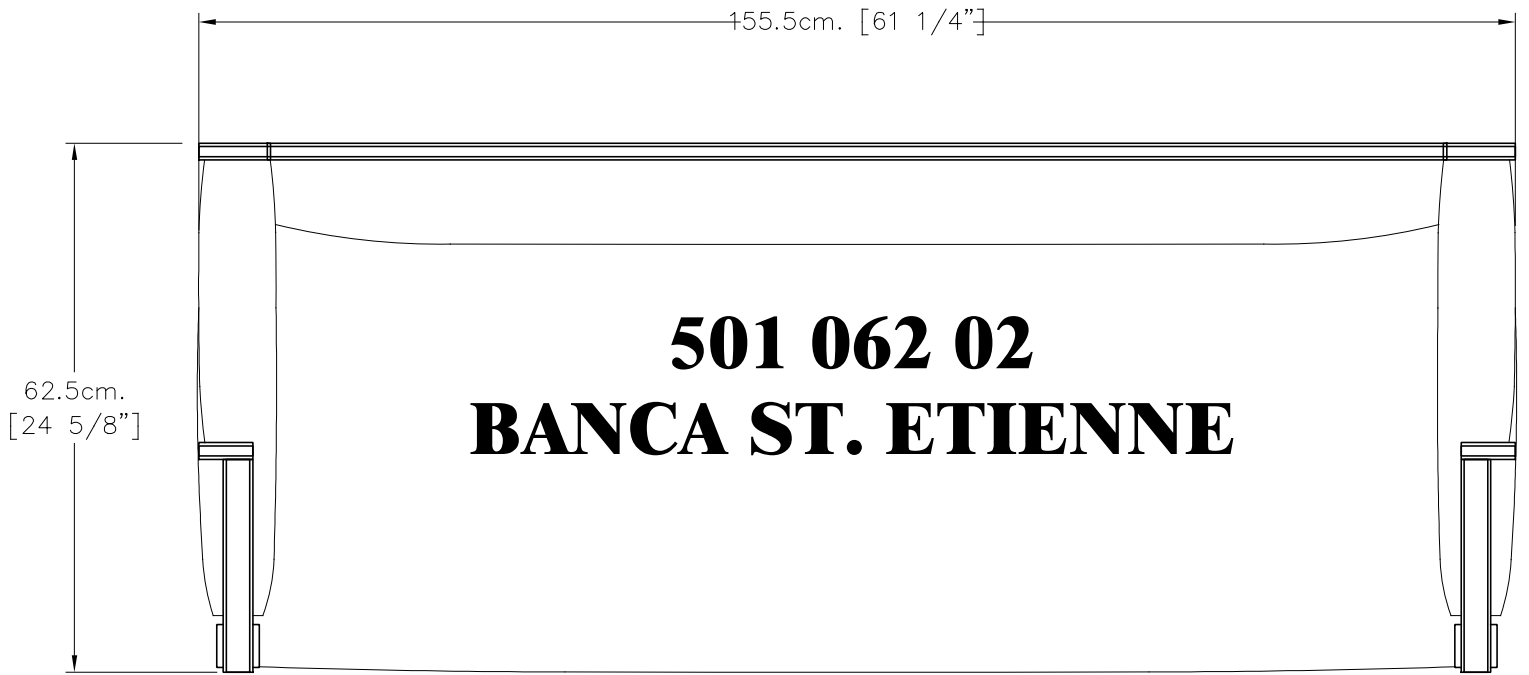 155.5cm. [61 1/4”]
501 062 02
BANCA ST. ETIENNE
62.5cm.
[24 5/8”]